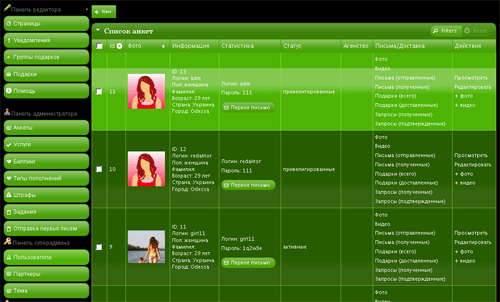 Панель редактора
Страницы
Уведомления
Группы подарков
Подарки
Помощь
Панель администратора
Анкеты
Услуги
Биллинг
Типы пополнений
Штрафы
Задания
Отправка первых писем
Панель суперадмина
Пользователи
Партнеры
Тема
New
Список анкет
Filters
Reset
Id Фото Информация Статистика Статус Агенство Письма/Доставка Действия
11
ID: 13
Логин: adm
Пол: женщина
Фамилия
Возраст: 29 лет
Страна: Украина
Город: Odessa
Логин: adm
Пароль: 111
Первое письмо
привелигированные
Фото
Видео
Письма (отправленные)
Письма (полученные)
Подарки (всего)
Подарки (полученные)
Запросы (полученные)
Запросы (подтвержденные)
Просмотреть
Редактировать
+ фото
+ видео
10
ID: 12
Логин: redaktor
Пол: женщина
Фамилия
Возраст: 29 лет
Страна: Украина
Город: Odessa
Логин: redaktor
Пароль: 111
Первое письмо
привелигированные
Фото
Видео
Письма (отправленные)
Письма (полученные)
Подарки (всего)
Подарки (полученные)
Запросы (полученные)
Запросы (подтвержденные)
Просмотреть
Редактировать
+ фото
+ видео
9
ID: 11
Логин: girl11
Пол: женщина
Фамилия
Возраст: 29 лет
Страна: Украина
Город: Odessa
Логин: girl11
Первое письмо
активные
Фото
Видео
Письма (отправленные)
Письма (полученные)
Подарки (всего)
Подарки (полученные)
Запросы (полученные)
Запросы (подтвержденные)
Просмотреть
Редактировать
+ фото
+ видео
Фото